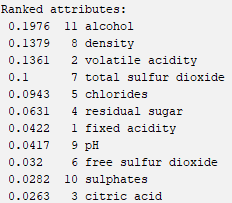 Ranked attributes:
0.1976 11 alcohol
0.1379 8 density
0.1361 2 volatile acidity
0.1 7 total sulfur dioxide
0.0943 5 chlorides
0.0631 4 residual sugar
0.0422 1 fixed acidity
0.0417 9 pH
0.032 6 free sulfur dioxide
0.0282 10 sulphates
0.0263 3 citric acid